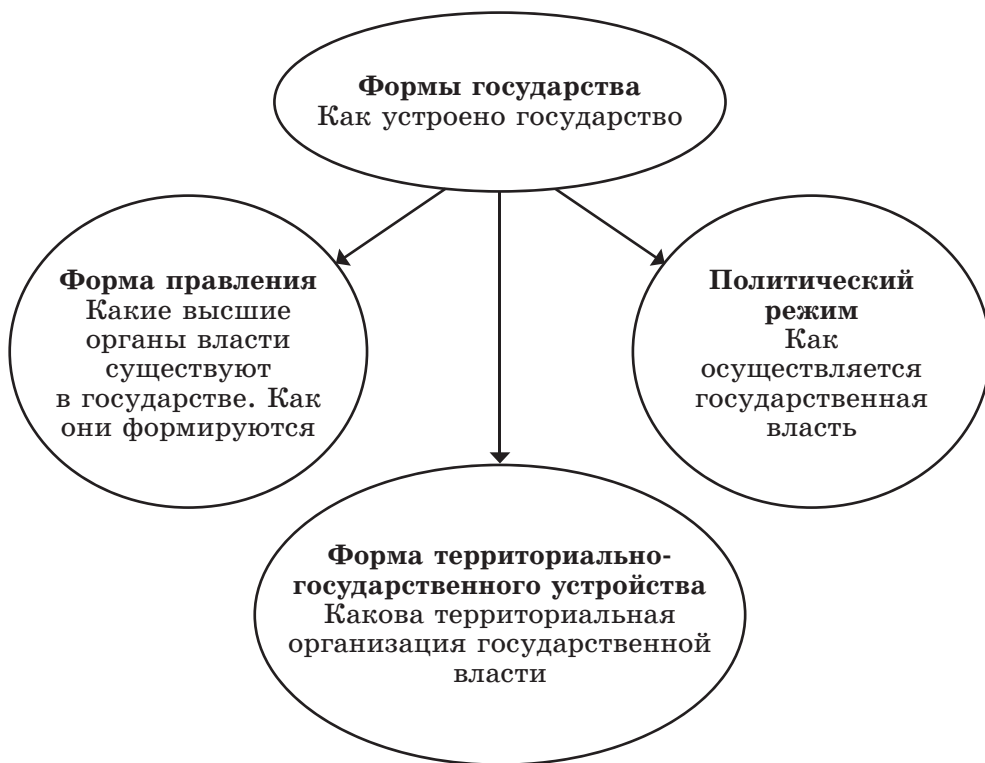 Формы государства
Как устроено государство
Форма правления
Какие высшие
органы власти
существуют
в государстве. Как
они формируются
Политический
режим
Как
осуществляется
государственная
власть
Форма территориально-
государственного устройства
Какова территориальная
организация государственной
власти